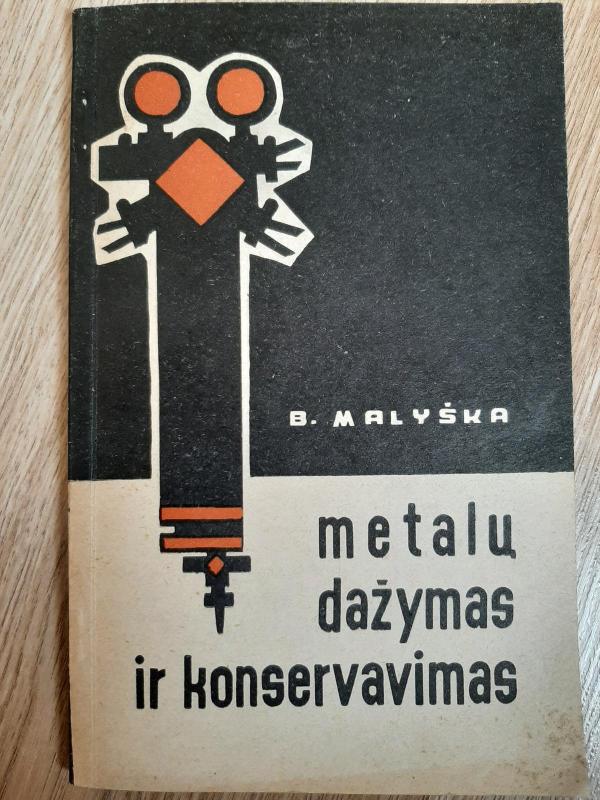 B. MALYŠKA
metalų
dažymas
ir konservavimas